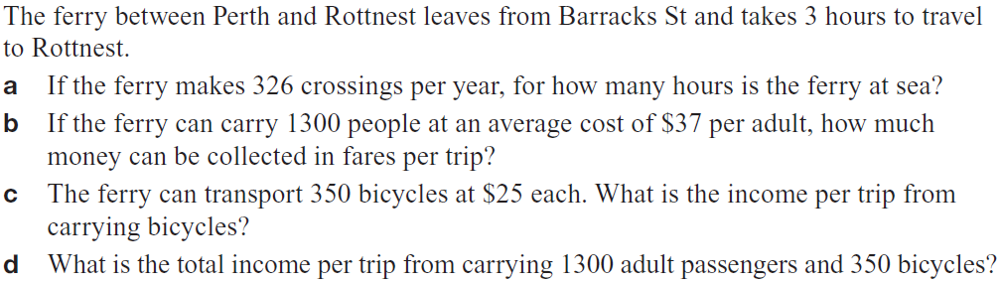 The ferry between Perth and Rottnest leaves from Barracks St and takes 3 hours to travel
to Rottnest.
a If the ferry makes 326 crossings per year, for how many hours is the ferry at sea?
b If the ferry can carry 1300 people at an average cost of $37 per adult, how much
money can be collected in fares per trip?
c The ferry can transport 350 bicycles at $25 each. What is the income per trip from
carrying bicycles?
d What is the total income per trip from carrying 1300 adult passengers and 350 bicycles?